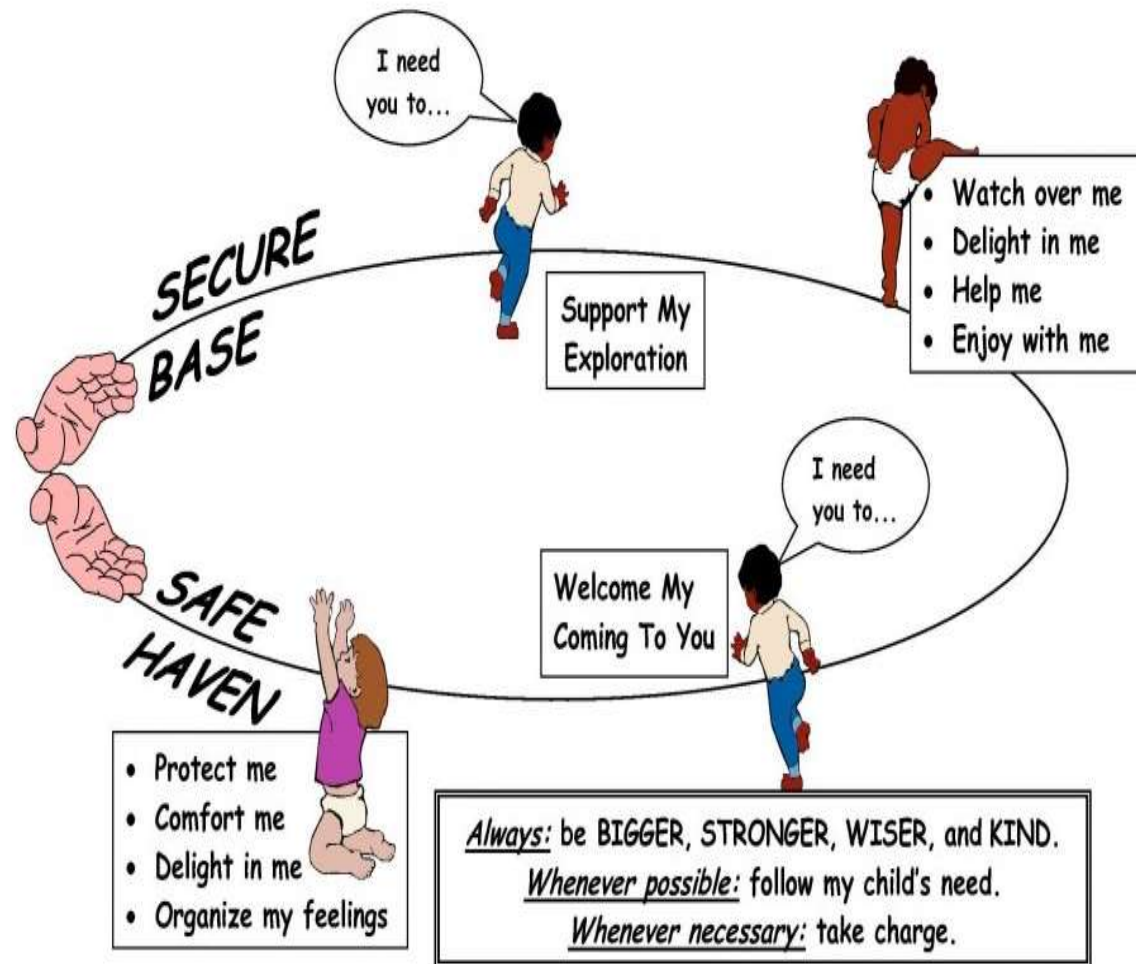 I need
you to...
SECURE
BASE
Support My
Exploration
• Watch over me
• Delight in me
• Help me
• Enjoy with me
I need
you to...
Welcome My
Coming To You
SAFE
HAVEN
• Protect me
• Comfort me
• Delight in me
• Organize my feelings
Always: be BIGGER, STRONGER, WISER, and KIND.
Whenever possible: follow my child's need.
Whenever necessary: take charge.